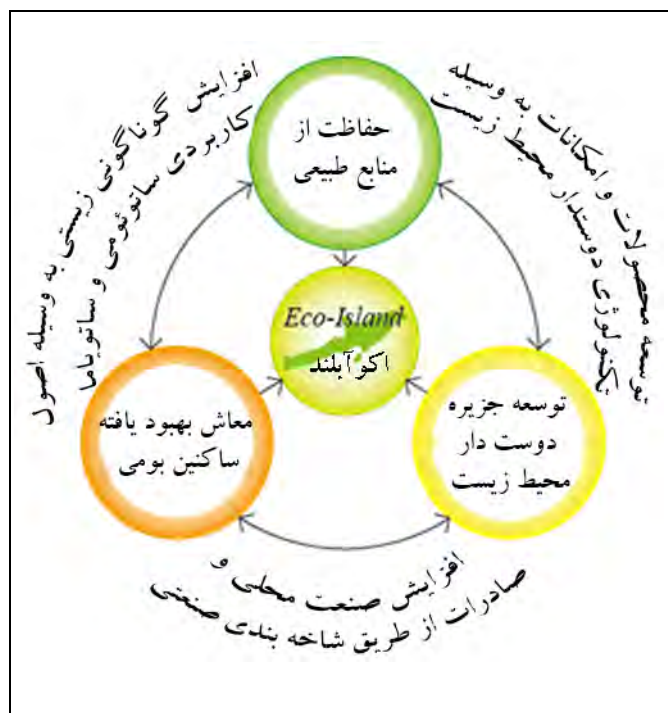 افزایش گوناگونی زیستی به وسیله اصول
کاربردی ساتوئومی و ساتویاما
توسعه محصولات و امکانات به وسیله
تکنولوژی دوستدار محیط زیست
حفاظت از
منابع طبیعی
Eco-Island
اکوآیلند
معاش بهبود یافته
ساکنین بومی
توسعه جزیره
دوست دار
محیط زیست
افزایش صنعت محلی و
صادرات از طریق شاخه بندی صنعتی